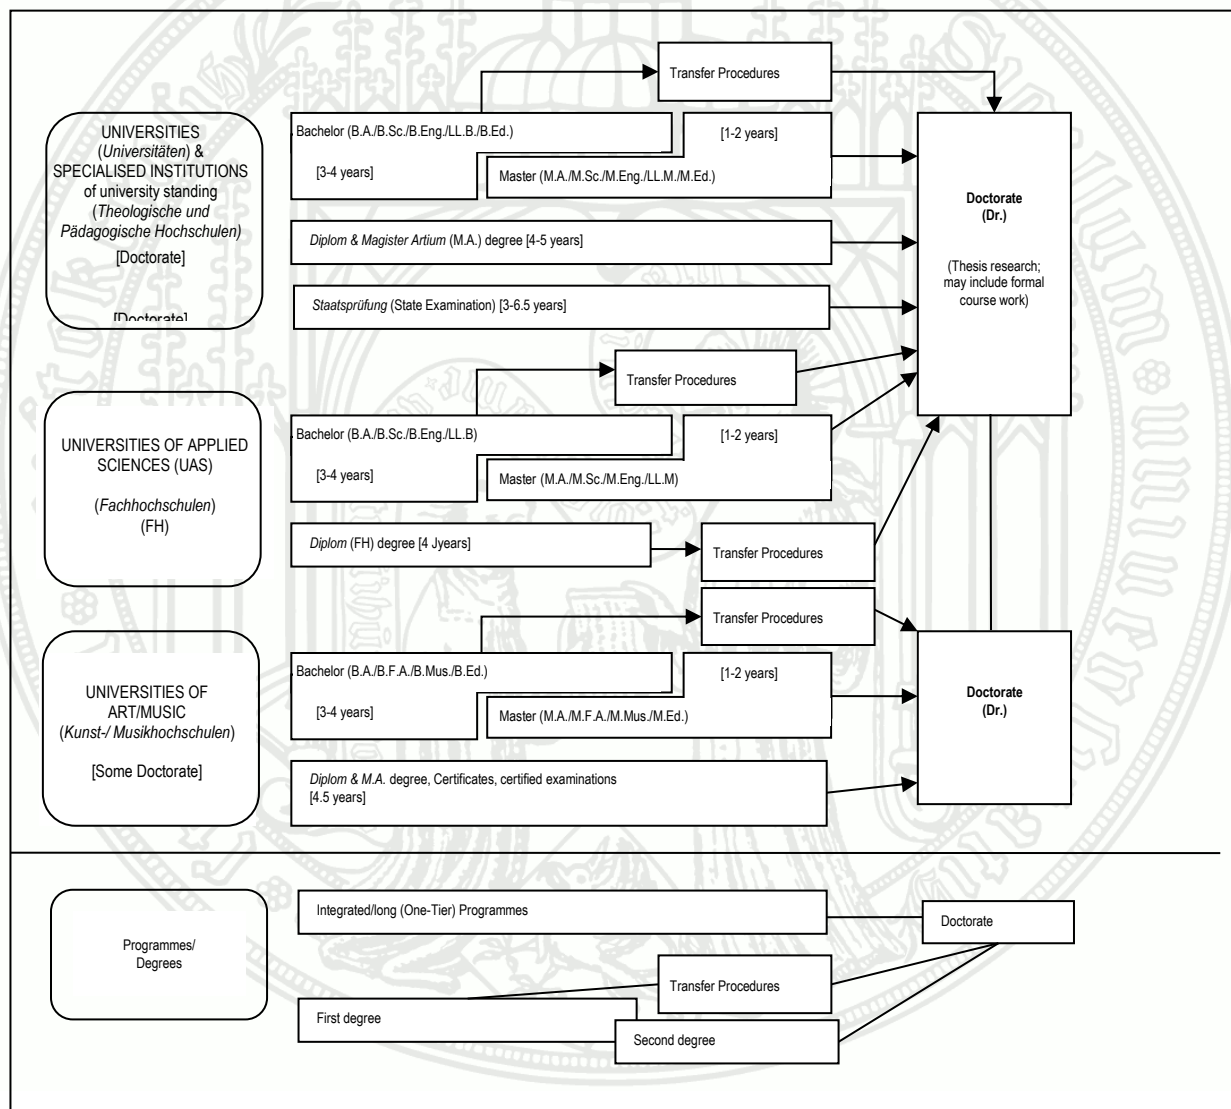 Transfer Procedures
UNIVERSITIES
(Universitäten) &
SPECIALISED INSTITUTIONS
of university standing
(Theologische und
Pädagogische Hochschulen)
[Doctorate]
[Doctorate]
Bachelor (B.A./B.Sc./B.Eng./LL.B./B.Ed.)
[3-4 years]
[1-2 years]
Master (M.A./M.Sc./M.Eng./LL.M./M.Ed.)
Diplom & Magister Artium (M.A.) degree [4-5 years]
Staatsprüfung (State Examination) [3-6.5 years]
Doctorate
(Dr.)
(Thesis research;
may include formal
course work)
Transfer Procedures
UNIVERSITIES OF APPLIED
SCIENCES (UAS)
(Fachhochschulen)
(FH)
Bachelor (B.A./B.Sc./B.Eng./LL.B)
[3-4 years]
[1-2 years]
Master (M.A./M.Sc./M.Eng./LL.M)
Diplom (FH) degree [4 Jyears]
Transfer Procedures
Transfer Procedures
UNIVERSITIES OF
ART/MUSIC
(Kunst-/ Musikhochschulen)
[Some Doctorate]
Bachelor (B.A./B.F.A./B.Mus./B.Ed.)
[3-4 years]
[1-2 years]
Master (M.A./M.F.A./M.Mus./M.Ed.)
Diplom & M.A. degree, Certificates, certified examinations
[4.5 years]
Doctorate
(Dr.)
Programmes/
Degrees
Integrated/long (One-Tier) Programmes
Doctorate
Transfer Procedures
First degree
Second degree